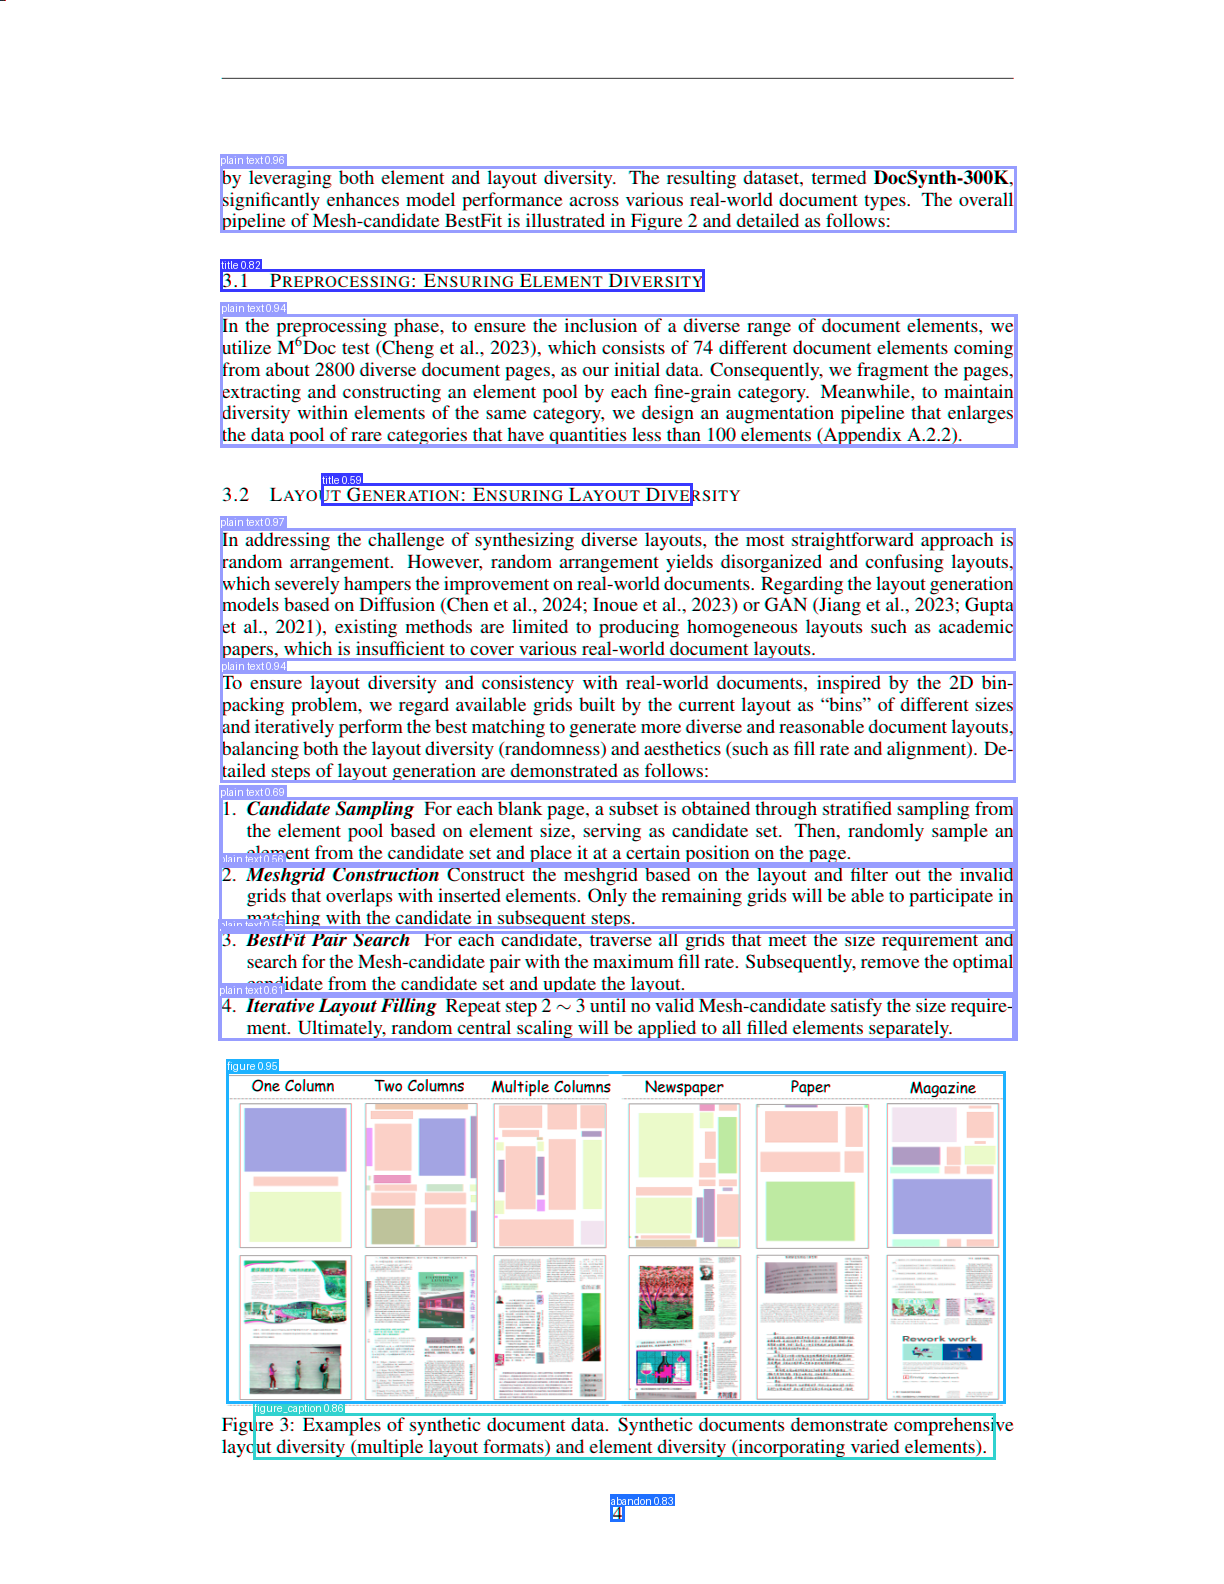 plain text 0.96
by leveraging both element and layout diversity. The resulting dataset, termed DocSynth-300K,
significantly enhances model performance across various real-world document types. The overall
pipeline of Mesh-candidate BestFit is illustrated in Figure 2 and detailed as follows:
title 0.82
3.1 PREPROCESSING: ENSURING ELEMENT DIVERSITY
plain text 0.94
In the preprocessing phase, to ensure the inclusion of a diverse range of document elements, we
utilize M⁶Doc test (Cheng et al., 2023), which consists of 74 different document elements coming
from about 2800 diverse document pages, as our initial data. Consequently, we fragment the pages,
extracting and constructing an element pool by each fine-grain category. Meanwhile, to maintain
diversity within elements of the same category, we design an augmentation pipeline that enlarges
the data pool of rare categories that have quantities less than 100 elements (Appendix A.2.2).
title 0.59
3.2 LAYOUT GENERATION: ENSURING LAYOUT DIVERSITY
plain text 0.97
In addressing the challenge of synthesizing diverse layouts, the most straightforward approach is
random arrangement. However, random arrangement yields disorganized and confusing layouts,
which severely hampers the improvement on real-world documents. Regarding the layout generation
models based on Diffusion (Chen et al., 2024; Inoue et al., 2023) or GAN (Jiang et al., 2023; Gupta
et al., 2021), existing methods are limited to producing homogeneous layouts such as academic
papers, which is insufficient to cover various real-world document layouts.
plain text 0.94
To ensure layout diversity and consistency with real-world documents, inspired by the 2D bin-
packing problem, we regard available grids built by the current layout as “bins” of different sizes
and iteratively perform the best matching to generate more diverse and reasonable document layouts,
balancing both the layout diversity (randomness) and aesthetics (such as fill rate and alignment). De-
tailed steps of layout generation are demonstrated as follows:
plain text 0.69
1. Candidate Sampling For each blank page, a subset is obtained through stratified sampling from
the element pool based on element size, serving as candidate set. Then, randomly sample an
element from the candidate set and place it at a certain position on the page.
plain text 0.56
2. Meshgrid Construction Construct the meshgrid based on the layout and filter out the invalid
grids that overlaps with inserted elements. Only the remaining grids will be able to participate in
matching with the candidate in subsequent steps.
plain text
3. BestFit Pair Search For each candidate, traverse all grids that meet the size requirement and
search for the Mesh-candidate pair with the maximum fill rate. Subsequently, remove the optimal
candidate from the candidate set and update the layout.
plain text 0.61
4. Iterative Layout Filling Repeat step 2 ∼ 3 until no valid Mesh-candidate satisfy the size require-
ment. Ultimately, random central scaling will be applied to all filled elements separately.
figure 0.95
One Column Two Columns Multiple Columns Newspaper Paper Magazine
Rework work
figure_caption 0.86
Figure 3: Examples of synthetic document data. Synthetic documents demonstrate comprehensive
layout diversity (multiple layout formats) and element diversity (incorporating varied elements).
abandon 0.83
4